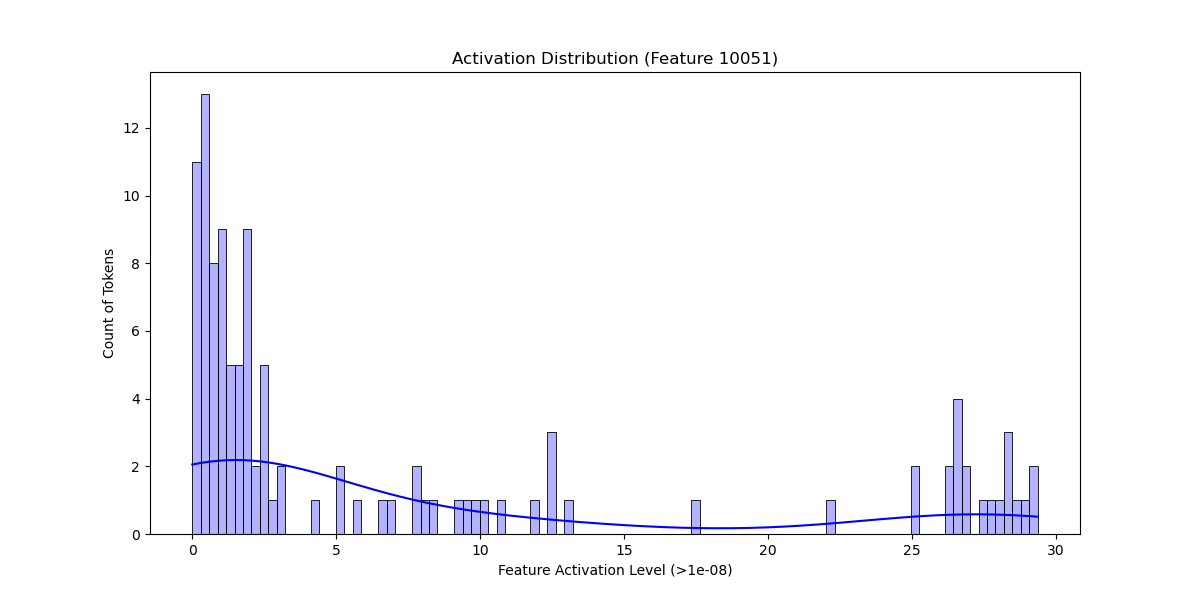 Activation Distribution (Feature 10051)
Count of Tokens
12
10
8
6
4
2
0
0 5 10 15 20 25 30
Feature Activation Level (>1e-08)